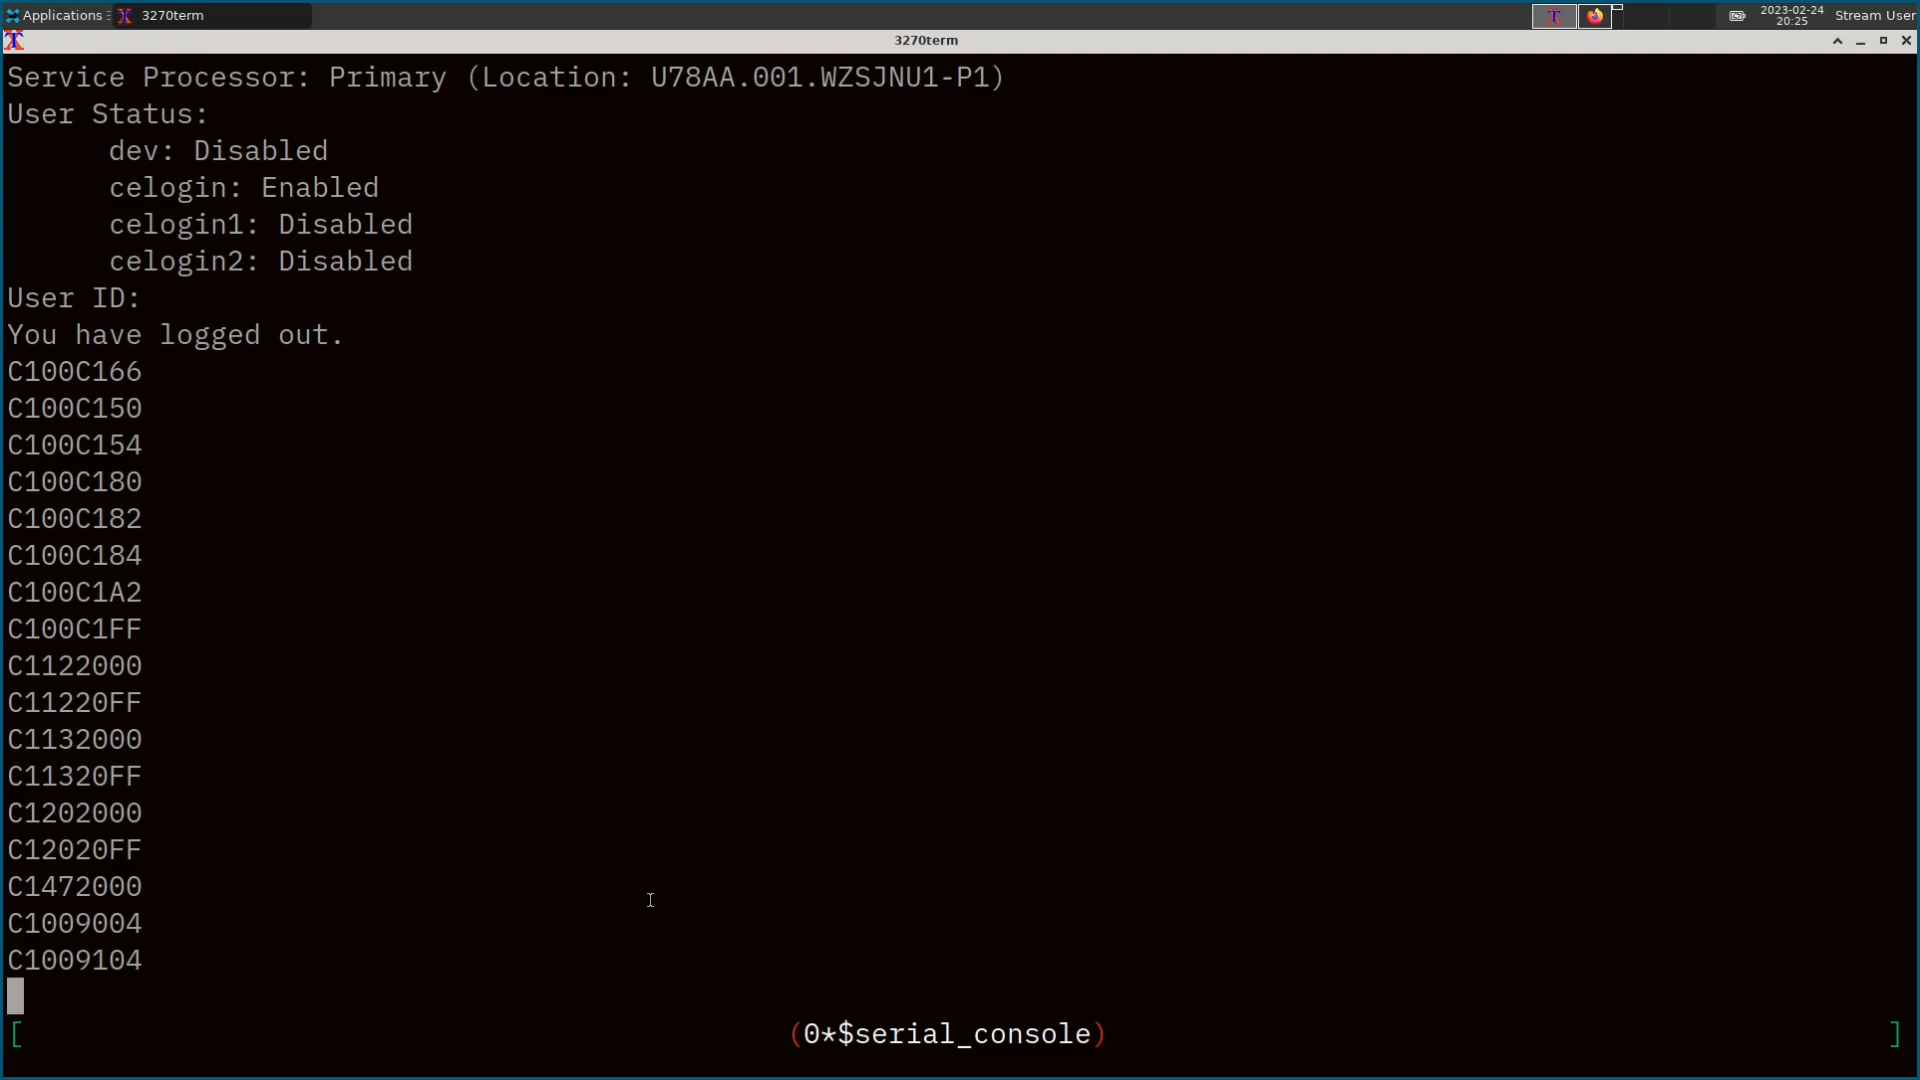 Applications
3270term
2023-02-24
20:25
Stream User
3270term
Service Processor: Primary (Location: U78AA.001.WZSJNU1-P1)
User Status:
dev: Disabled
celogin: Enabled
celogin1: Disabled
celogin2: Disabled
User ID:
You have logged out.
C100C166
C100C150
C100C154
C100C180
C100C182
C100C184
C100C1A2
C100C1FF
C1122000
C11220FF
C1132000
C11320FF
C1202000
C12020FF
C1472000
C1009004
C1009104
[ (0*$serial_console) ]